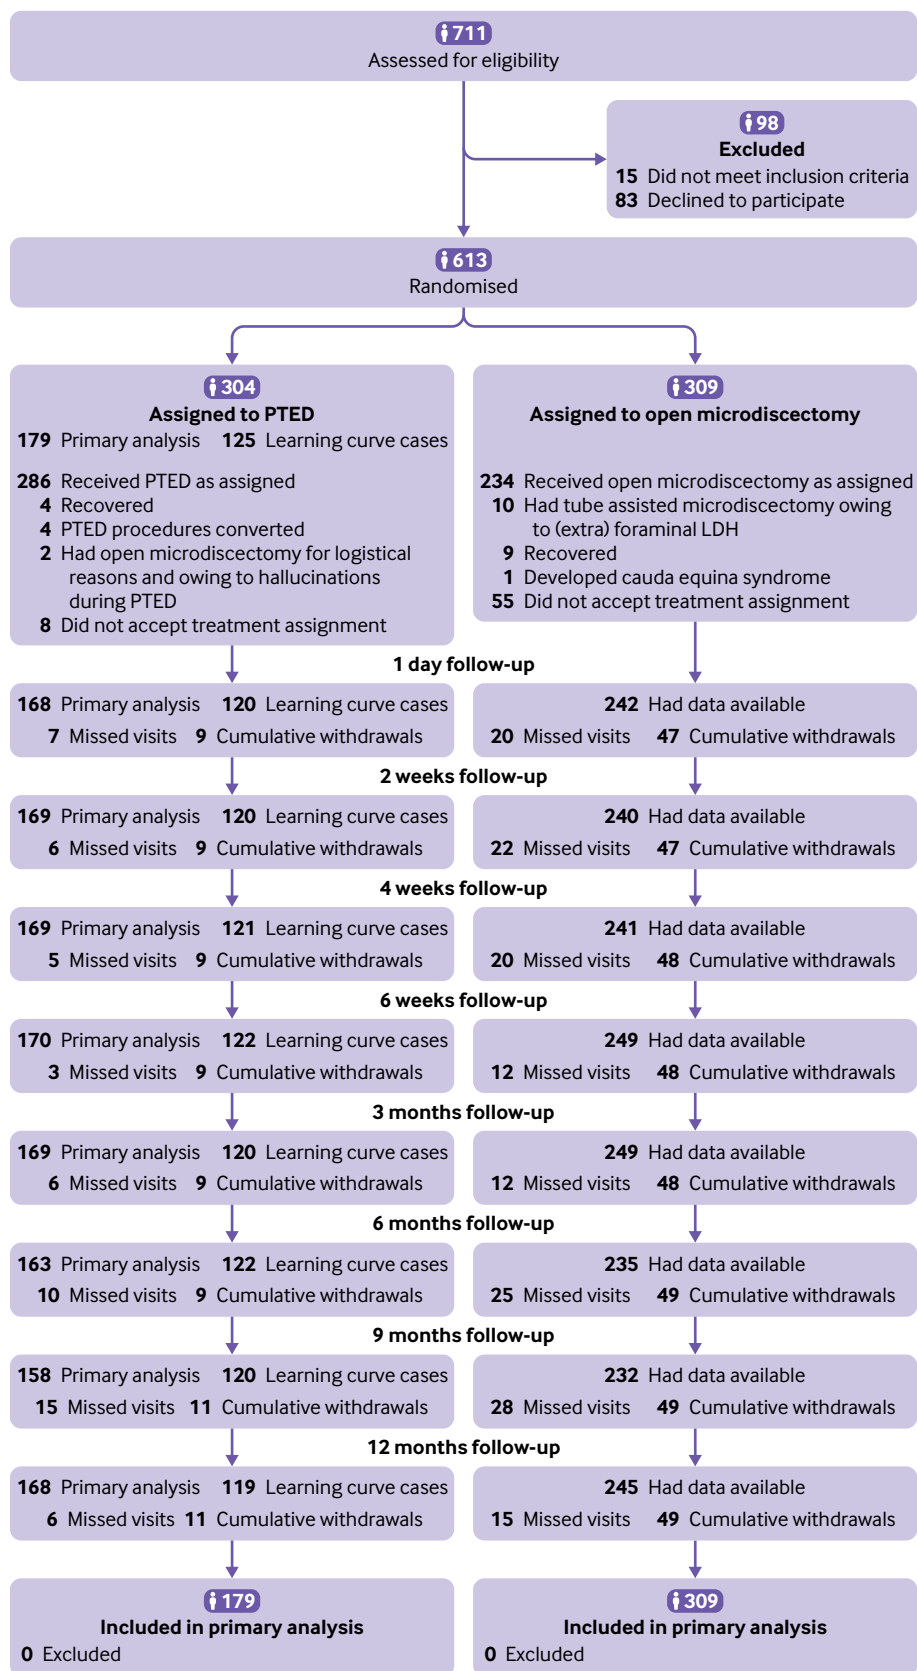 711
Assessed for eligibility
98
Excluded
15 Did not meet inclusion criteria
83 Declined to participate
613
Randomised
304
Assigned to PTED
179 Primary analysis 125 Learning curve cases
286 Received PTED as assigned
4 Recovered
4 PTED procedures converted
2 Had open microdiscectomy for logistical
reasons and owing to hallucinations
during PTED
8 Did not accept treatment assignment
309
Assigned to open microdiscectomy
234 Received open microdiscectomy as assigned
10 Had tube assisted microdiscectomy owing
to (extra) foraminal LDH
9 Recovered
1 Developed cauda equina syndrome
55 Did not accept treatment assignment
1 day follow-up
168 Primary analysis 120 Learning curve cases
7 Missed visits 9 Cumulative withdrawals
242 Had data available
20 Missed visits 47 Cumulative withdrawals
2 weeks follow-up
169 Primary analysis 120 Learning curve cases
6 Missed visits 9 Cumulative withdrawals
240 Had data available
22 Missed visits 47 Cumulative withdrawals
4 weeks follow-up
169 Primary analysis 121 Learning curve cases
5 Missed visits 9 Cumulative withdrawals
241 Had data available
20 Missed visits 48 Cumulative withdrawals
6 weeks follow-up
170 Primary analysis 122 Learning curve cases
3 Missed visits 9 Cumulative withdrawals
249 Had data available
12 Missed visits 48 Cumulative withdrawals
3 months follow-up
169 Primary analysis 120 Learning curve cases
6 Missed visits 9 Cumulative withdrawals
249 Had data available
12 Missed visits 48 Cumulative withdrawals
6 months follow-up
163 Primary analysis 122 Learning curve cases
10 Missed visits 9 Cumulative withdrawals
235 Had data available
25 Missed visits 49 Cumulative withdrawals
9 months follow-up
158 Primary analysis 120 Learning curve cases
15 Missed visits 11 Cumulative withdrawals
232 Had data available
28 Missed visits 49 Cumulative withdrawals
12 months follow-up
168 Primary analysis 119 Learning curve cases
6 Missed visits 11 Cumulative withdrawals
245 Had data available
15 Missed visits 49 Cumulative withdrawals
179
Included in primary analysis
0 Excluded
309
Included in primary analysis
0 Excluded